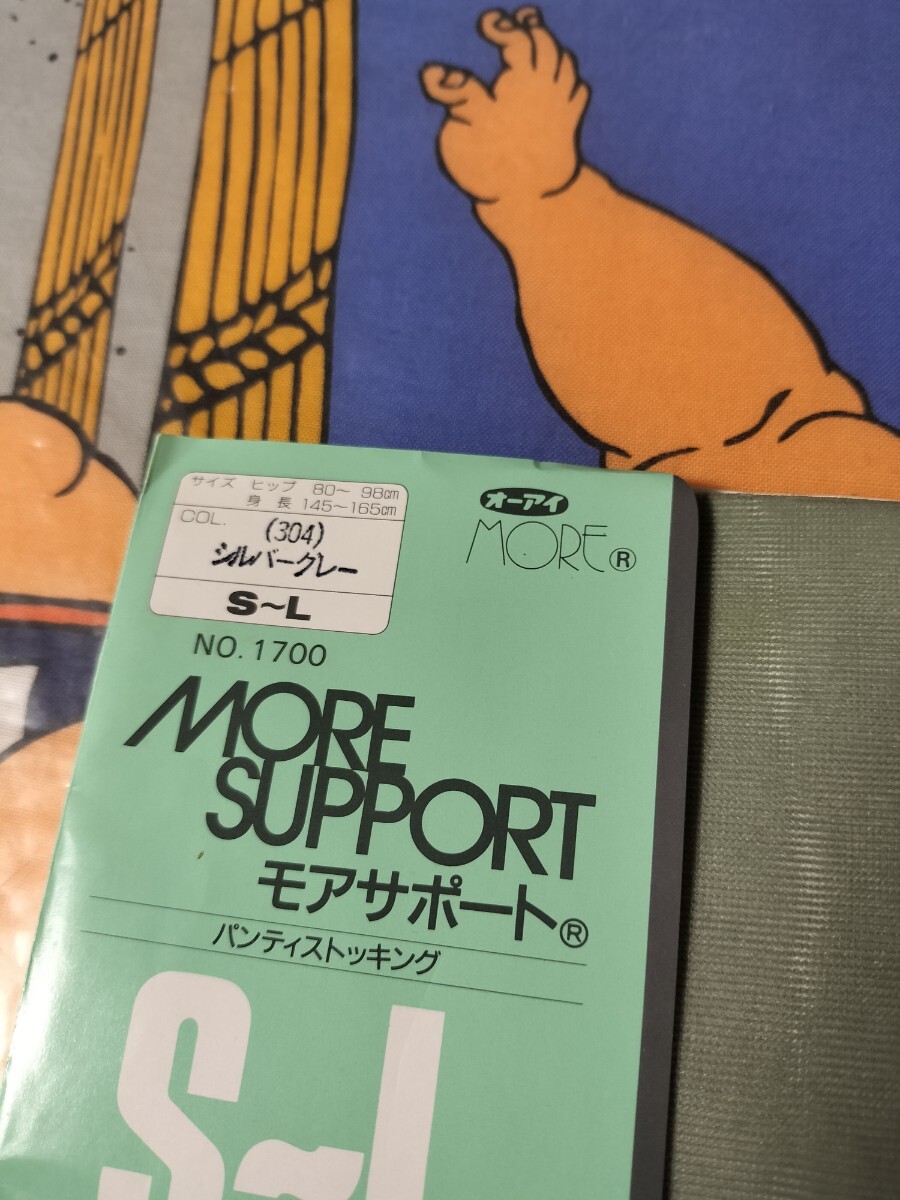 サイズ ヒップ 80～98cm
身長 145～165cm
COL.
(304)
シルバーグレー
S～L
オーアイ
MORE®
NO. 1700
MORE
SUPPORT
モアサポート®
パンティストッキング
S~L